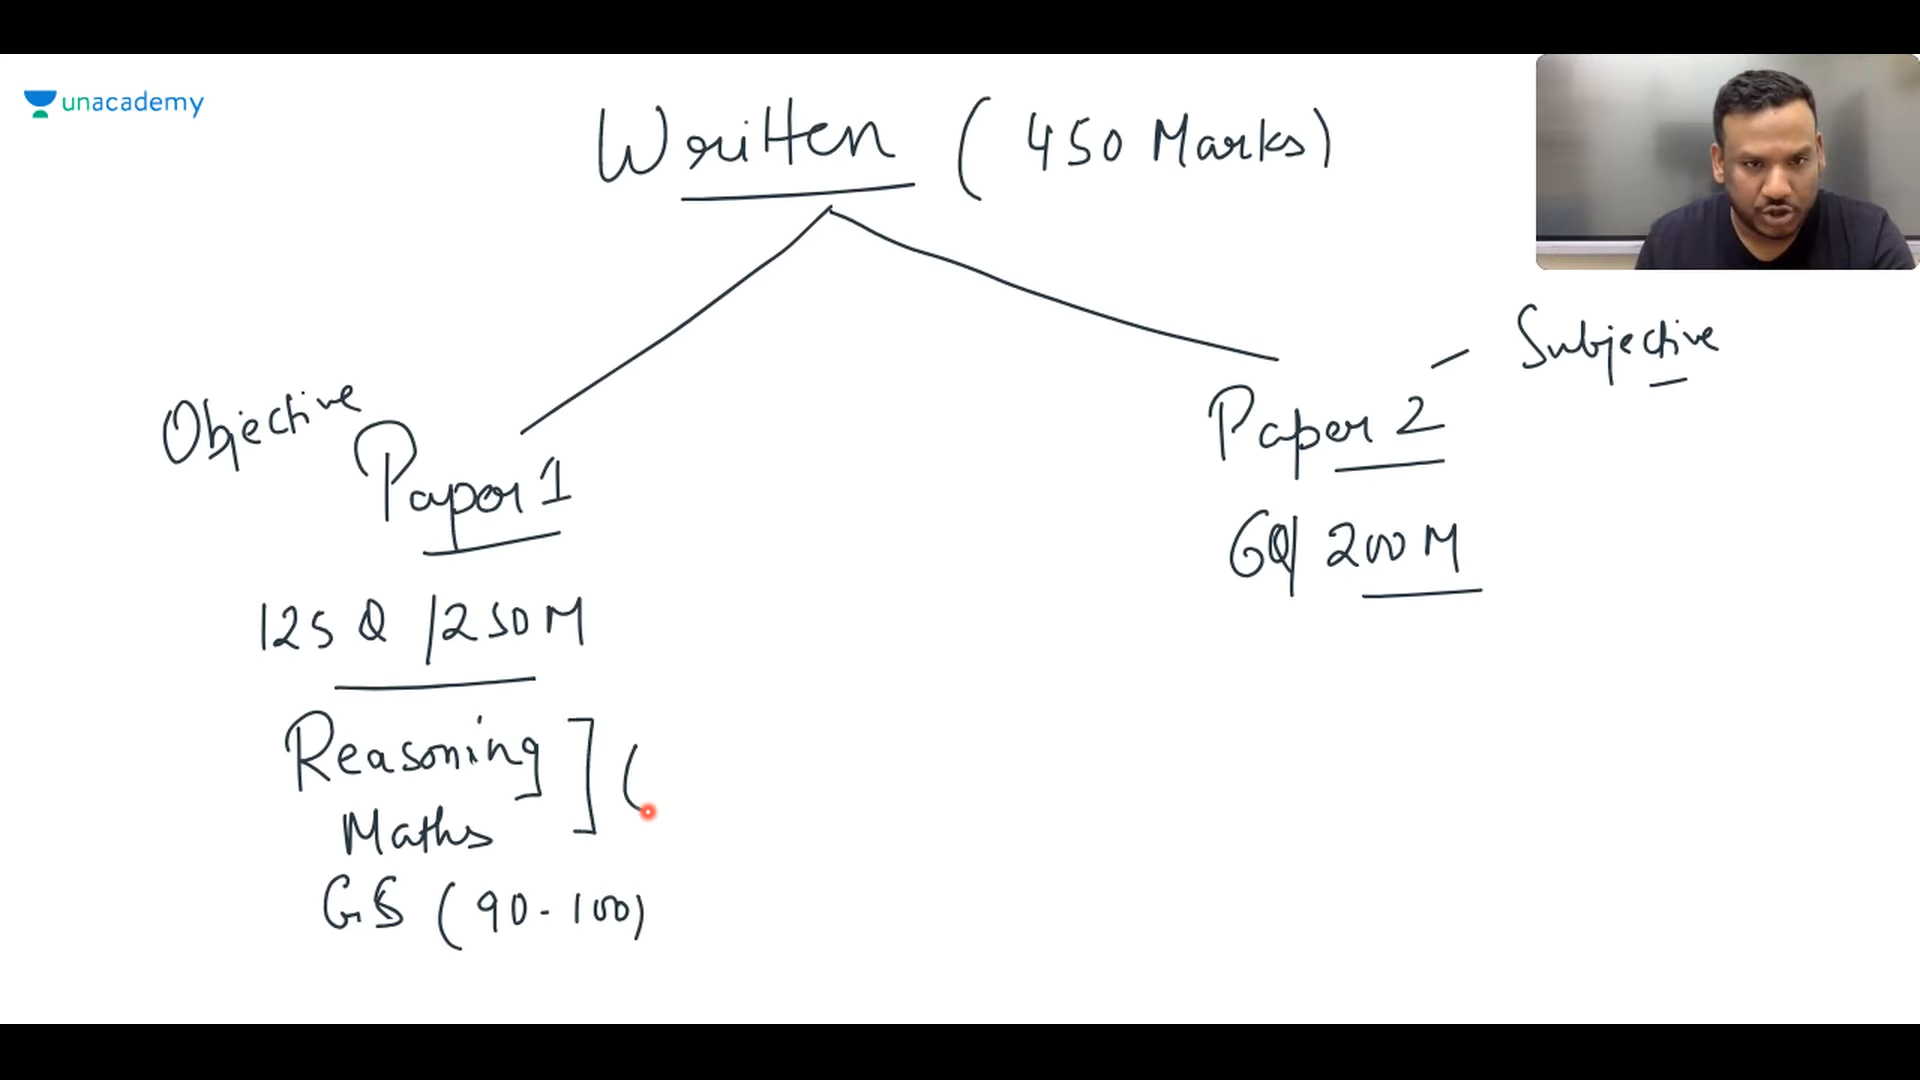 unacademy
Written (450 Marks)
Objective
Paper 1
125 Q / 250 M
Reasoning ] (
Maths
GS (90-100)
Subjective
Paper 2
6Q/ 200 M